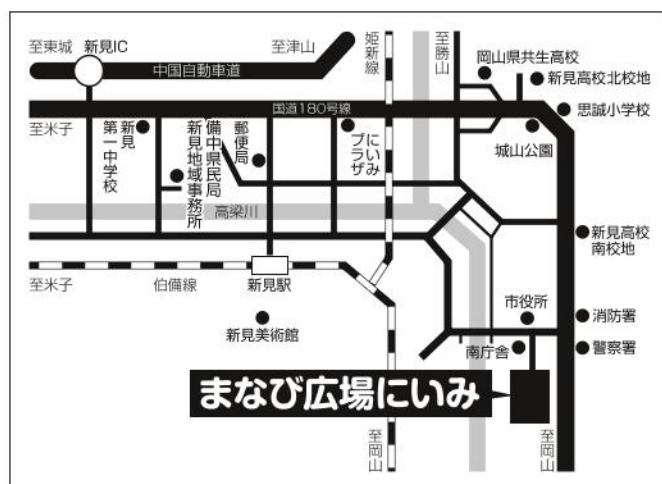 至東城
新見IC
至津山
中国自動車道
姫新線
至勝山
岡山県共生高校
新見高校北校地
国道180号線
忠誠小学校
至米子
新見
第一中学校
備中県民局
新見地域事務所
郵便局
にいみ
プラザ
城山公園
高梁川
新見高校
南校地
至米子
伯備線
新見駅
市役所
消防署
新見美術館
南庁舎
警察署
まなび広場にいみ
至岡山
至岡山